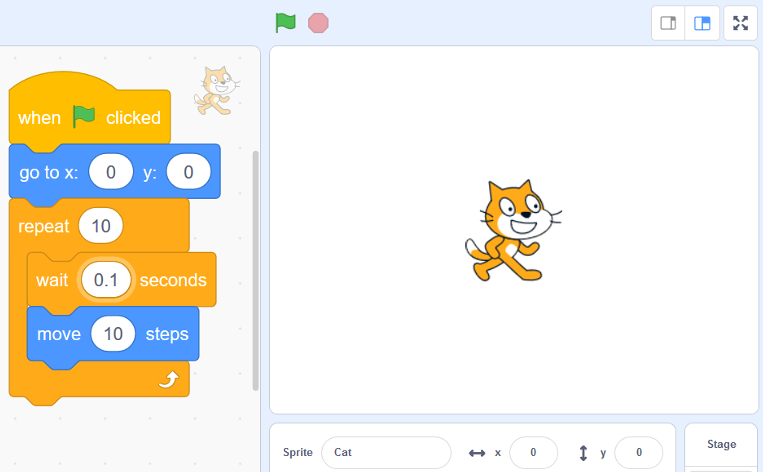 when clicked
go to x: 0 y: 0
repeat 10
wait 0.1 seconds
move 10 steps
Sprite Cat x 0 y 0
Stage